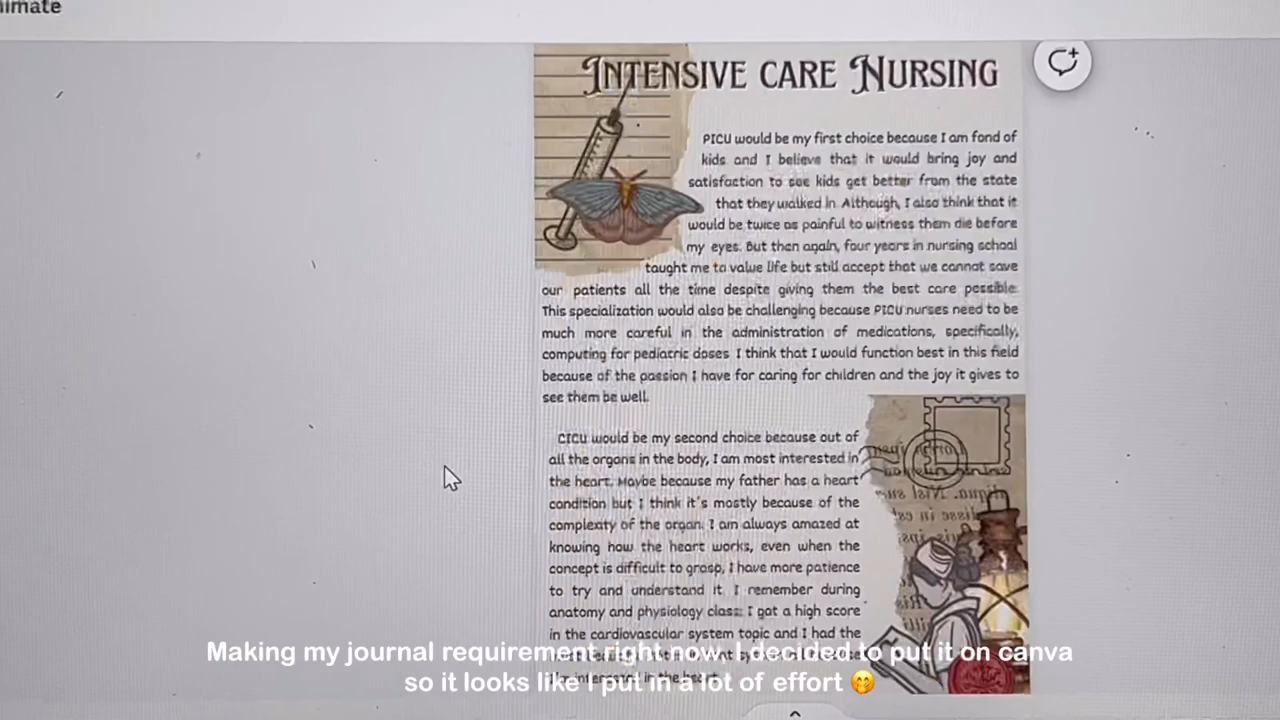 nimate
INTENSIVE CARE NURSING
PICU would be my first choice because I am fond of
kids and I believe that it would bring joy and
satisfaction to see kids get better from the state
that they walked in. Although, I also think that it
would be twice as painful to witness them die before
my eyes. But then again, four years in nursing school
taught me to value life but still accept that we cannot save
our patients all the time despite giving them the best care possible.
This specialization would also be challenging because PICU nurses need to be
much more careful in the administration of medications, specifically,
computing for pediatric doses. I think that I would function best in this field
because of the passion I have for caring for children and the joy it gives to
see them be well.
CICU would be my second choice because out of
all the organs in the body, I am most interested in
the heart. Maybe because my father has a heart
condition but I think it's mostly because of the
complexity of the organ. I am always amazed at
knowing how the heart works, even when the
concept is difficult to grasp, I have more patience
to try and understand it. I remember during
anatomy and physiology class: I got a high score
in the cardiovascular system topic and I had the
Making my journal requirement right now, I decided to put it on canva
so it looks like I put in a lot of effort 🤭